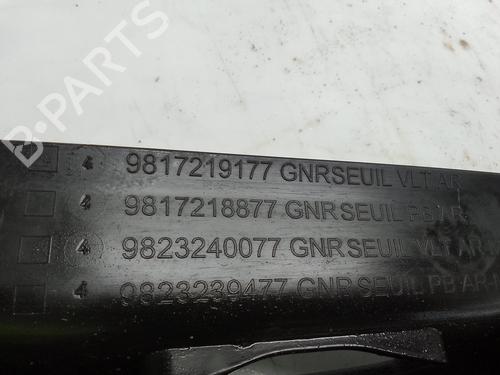 4 9817219177 GNR SEUIL VLT AR
4 9817218877 GNR SEUIL PB AR
4 9823240077 GNR SEUIL VLT AR
4 9823239477 GNR SEUIL PB AR
B-PARTS